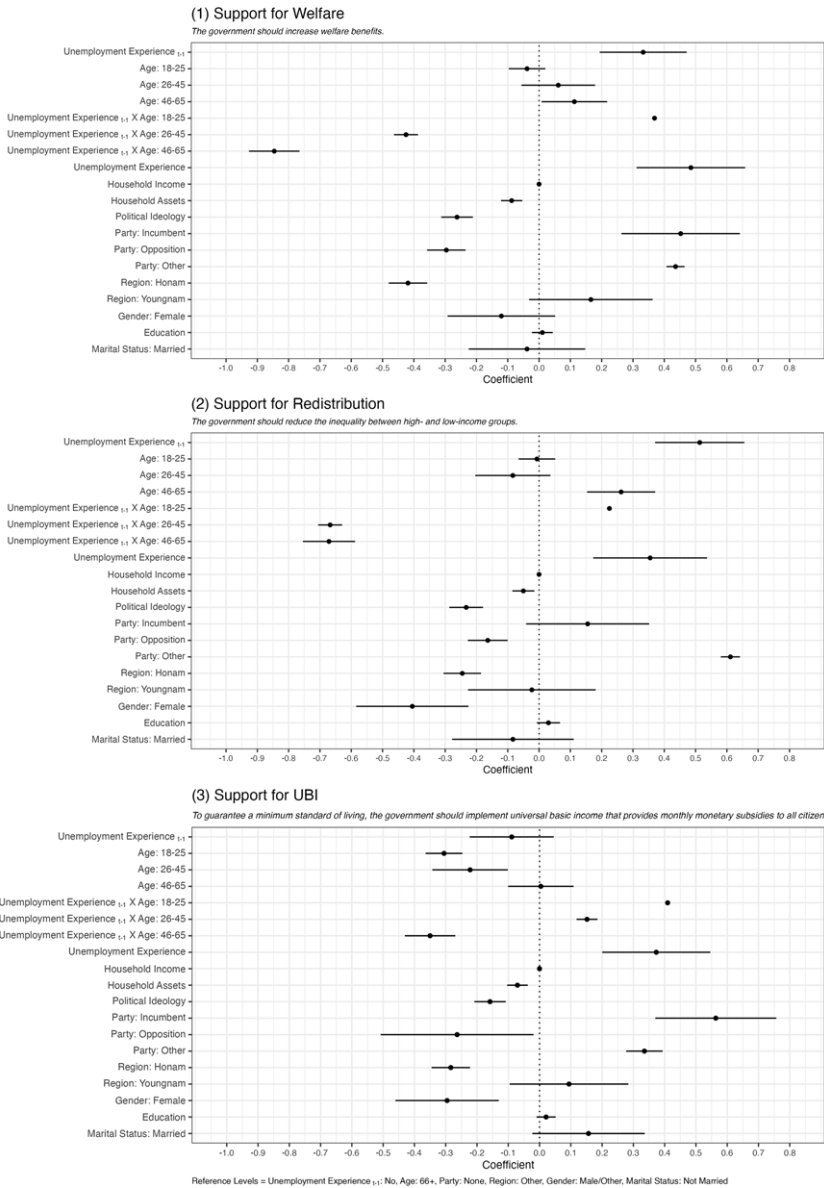 (1) Support for Welfare
The government should increase welfare benefits.
Unemployment Experience t-1
Age: 18-25
Age: 26-45
Age: 46-65
Unemployment Experience t-1 X Age: 18-25
Unemployment Experience t-1 X Age: 26-45
Unemployment Experience t-1 X Age: 46-65
Unemployment Experience
Household Income
Household Assets
Political Ideology
Party: Incumbent
Party: Opposition
Party: Other
Region: Honam
Region: Youngnam
Gender: Female
Education
Marital Status: Married
-1.0 -0.9 -0.8 -0.7 -0.6 -0.5 -0.4 -0.3 -0.2 -0.1 0.0 0.1 0.2 0.3 0.4 0.5 0.6 0.7 0.8
Coefficient
(2) Support for Redistribution
The government should reduce the inequality between high- and low-income groups.
Unemployment Experience t-1
Age: 18-25
Age: 26-45
Age: 46-65
Unemployment Experience t-1 X Age: 18-25
Unemployment Experience t-1 X Age: 26-45
Unemployment Experience t-1 X Age: 46-65
Unemployment Experience
Household Income
Household Assets
Political Ideology
Party: Incumbent
Party: Opposition
Party: Other
Region: Honam
Region: Youngnam
Gender: Female
Education
Marital Status: Married
-1.0 -0.9 -0.8 -0.7 -0.6 -0.5 -0.4 -0.3 -0.2 -0.1 0.0 0.1 0.2 0.3 0.4 0.5 0.6 0.7 0.8
Coefficient
(3) Support for UBI
To guarantee a minimum standard of living, the government should implement universal basic income that provides monthly monetary subsidies to all citizen
Unemployment Experience t-1
Age: 18-25
Age: 26-45
Age: 46-65
Unemployment Experience t-1 X Age: 18-25
Unemployment Experience t-1 X Age: 26-45
Unemployment Experience t-1 X Age: 46-65
Unemployment Experience
Household Income
Household Assets
Political Ideology
Party: Incumbent
Party: Opposition
Party: Other
Region: Honam
Region: Youngnam
Gender: Female
Education
Marital Status: Married
-1.0 -0.9 -0.8 -0.7 -0.6 -0.5 -0.4 -0.3 -0.2 -0.1 0.0 0.1 0.2 0.3 0.4 0.5 0.6 0.7 0.8
Coefficient
Reference Levels = Unemployment Experience t-1: No, Age: 66+, Party: None, Region: Other, Gender: Male/Other, Marital Status: Not Married